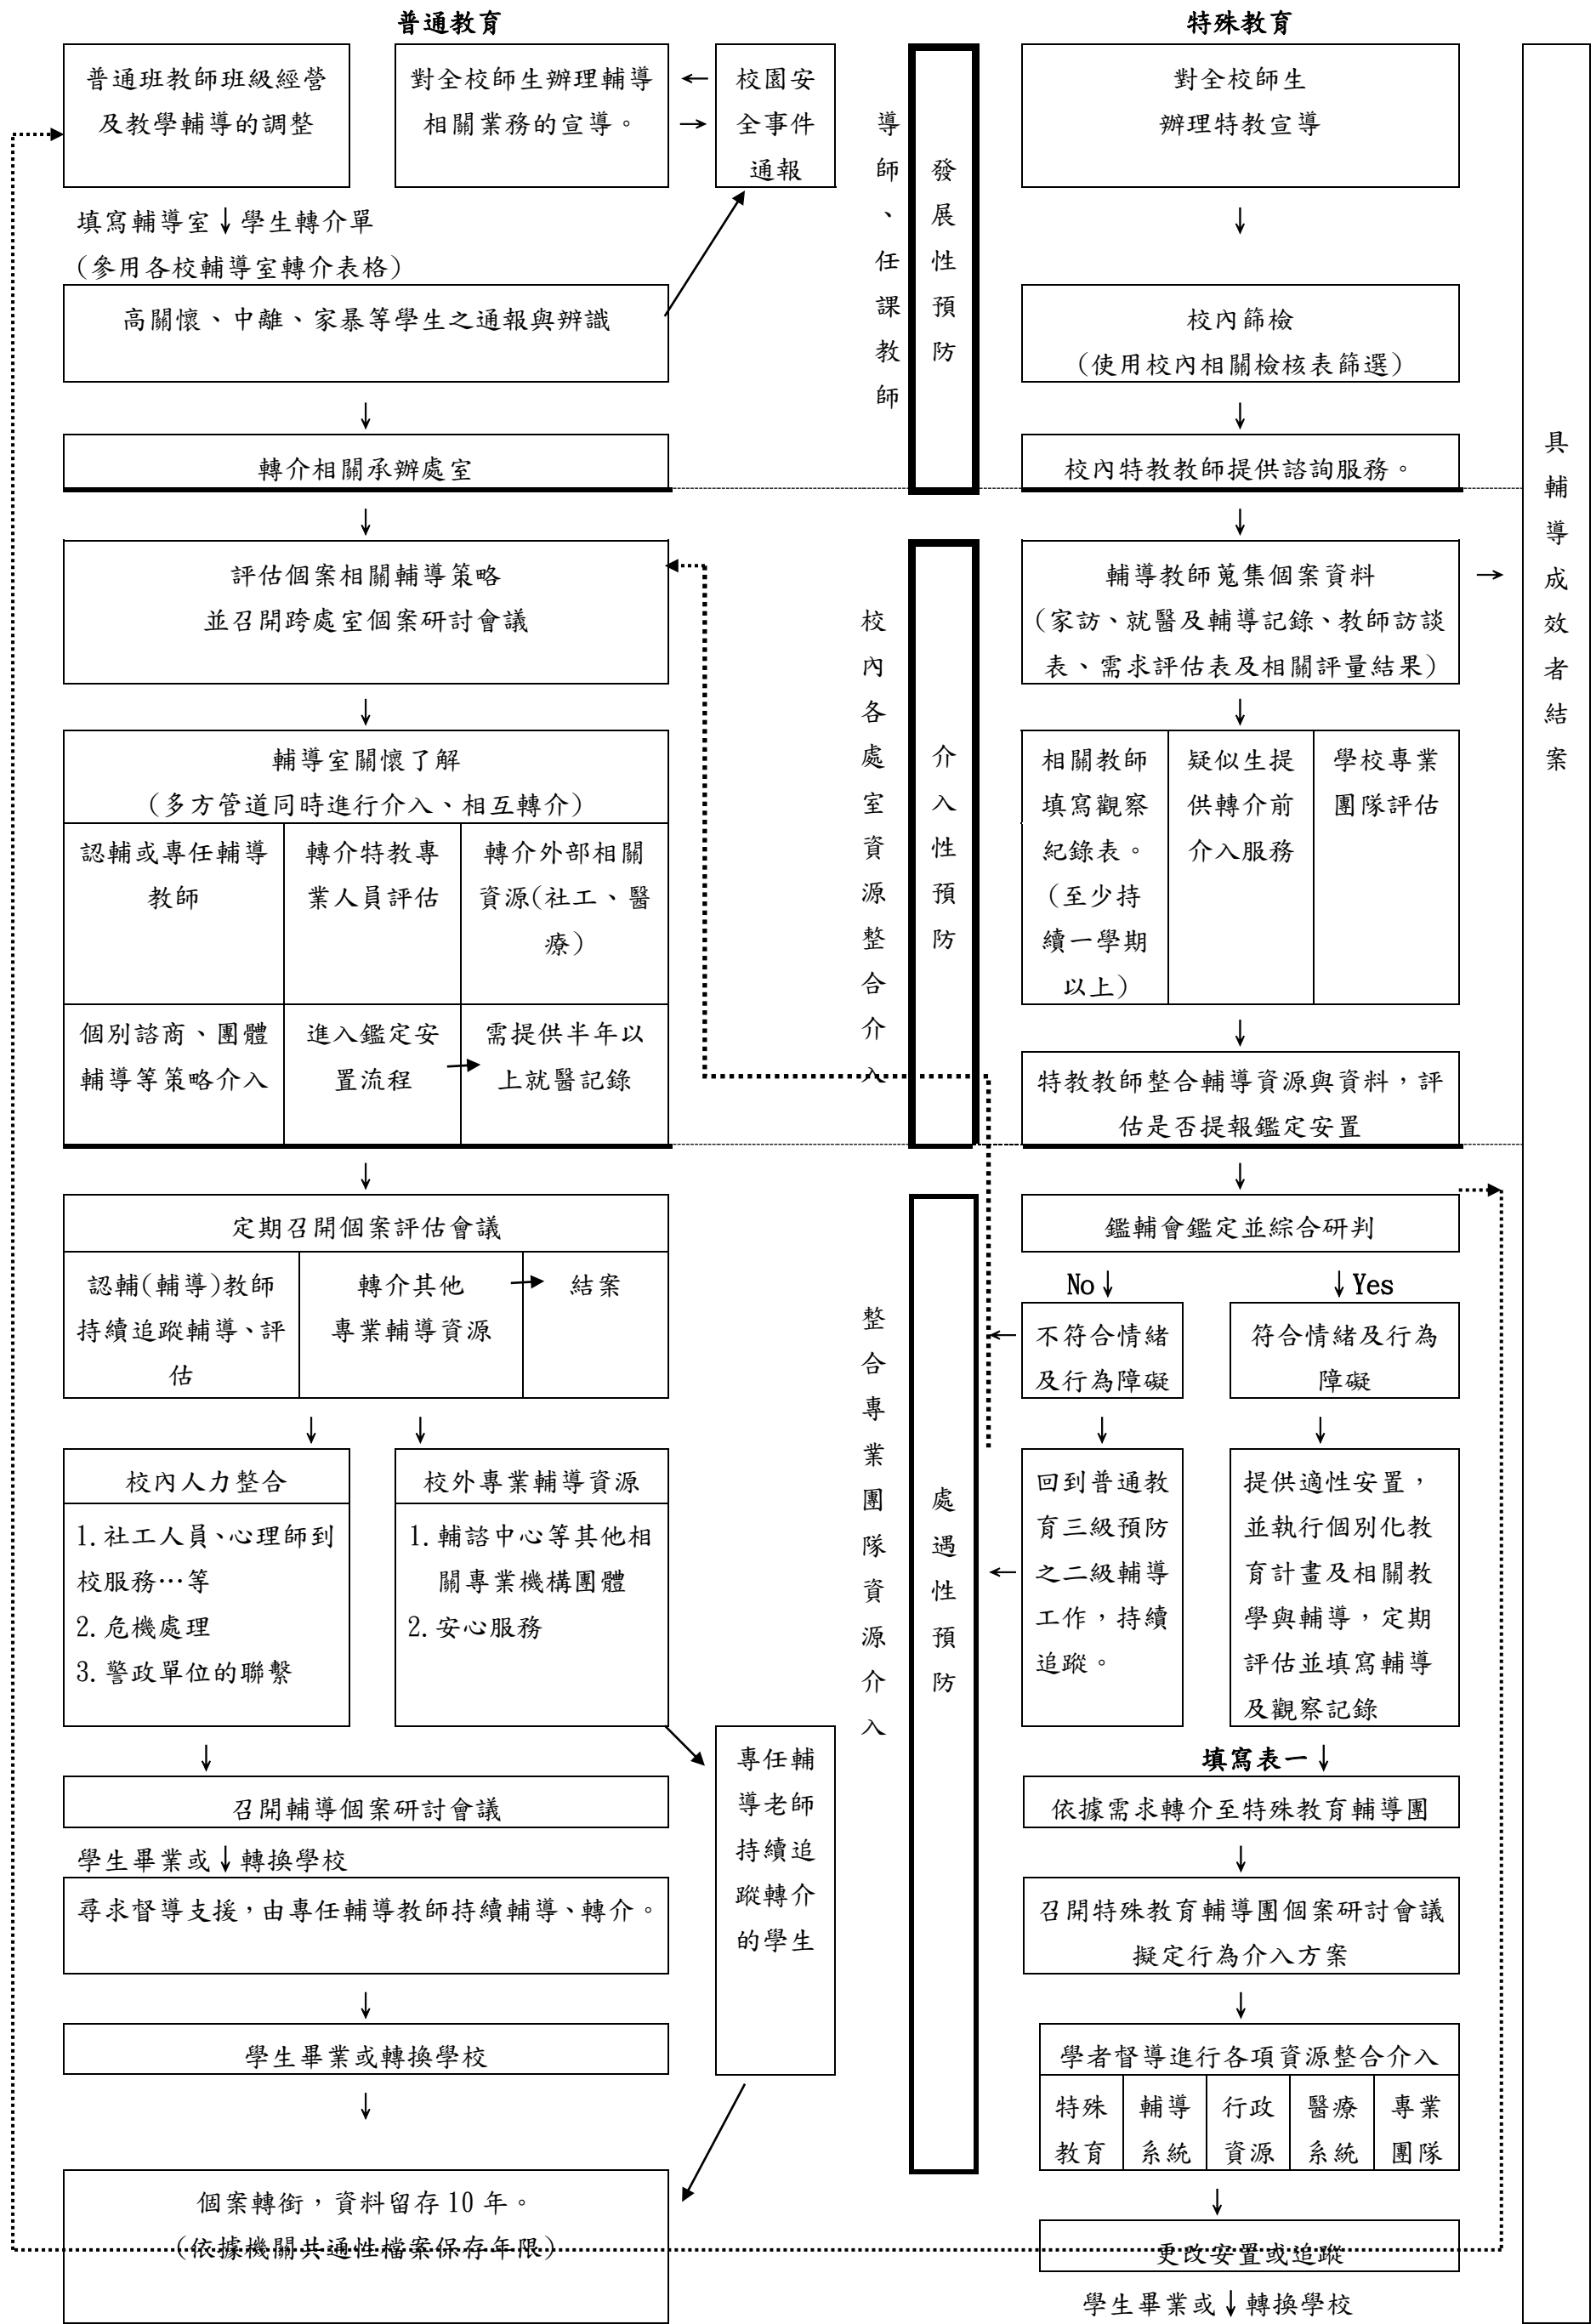 普通教育
特殊教育
普通班教師班級經營
及教學輔導的調整
對全校師生辦理輔導
相關業務的宣導。
校園安
全事件
通報
填寫輔導室↓學生轉介單
(參用各校輔導室轉介表格)
高關懷、中離、家暴等學生之通報與辨識
↓
轉介相關承辦處室
↓
評估個案相關輔導策略
並召開跨處室個案研討會議
↓
輔導室關懷了解
(多方管道同時進行介入、相互轉介)
認輔或專任輔導
教師
轉介特教專
業人員評估
轉介外部相關
資源(社工、醫
療)
個別諮商、團體
輔導等策略介入
進入鑑定安
置流程
需提供半年以
上就醫記錄
↓
定期召開個案評估會議
認輔(輔導)教師
持續追蹤輔導、評
估
轉介其他
專業輔導資源
結案
↓ ↓
校內人力整合
1.社工人員、心理師到
校服務…等
2.危機處理
3.警政單位的聯繫
校外專業輔導資源
1.輔諮中心等其他相
關專業機構團體
2.安心服務
↓
召開輔導個案研討會議
學生畢業或↓轉換學校
尋求督導支援,由專任輔導教師持續輔導、轉介。
↓
學生畢業或轉換學校
↓
個案轉銜,資料留存10年。
(依據機關共通性檔案保存年限)
專任輔
導老師
持續追
蹤轉介
的學生
導師、任課教師
發展性預防
校內各處室資源整合介入
介入性預防
整合專業團隊資源介入
處遇性預防
對全校師生
辦理特教宣導
↓
校內篩檢
(使用校內相關檢核表篩選)
↓
校內特教教師提供諮詢服務。
↓
輔導教師蒐集個案資料
(家訪、就醫及輔導記錄、教師訪談
表、需求評估表及相關評量結果)
↓
相關教師
填寫觀察
紀錄表。
(至少持
續一學期
以上)
疑似生提
供轉介前
介入服務
學校專業
團隊評估
↓
特教教師整合輔導資源與資料,評
估是否提報鑑定安置
↓
鑑輔會鑑定並綜合研判
No↓ ↓Yes
不符合情緒
及行為障礙
符合情緒及行為
障礙
↓ ↓
回到普通教
育三級預防
之二級輔導
工作,持續
追蹤。
提供適性安置,
並執行個別化教
育計畫及相關教
學與輔導,定期
評估並填寫輔導
及觀察記錄
填寫表一↓
依據需求轉介至特殊教育輔導團
↓
召開特殊教育輔導團個案研討會議
擬定行為介入方案
↓
學者督導進行各項資源整合介入
特殊
教育
輔導
系統
行政
資源
醫療
系統
專業
團隊
↓
更改安置或追蹤
學生畢業或↓轉換學校
具輔導成效者結案